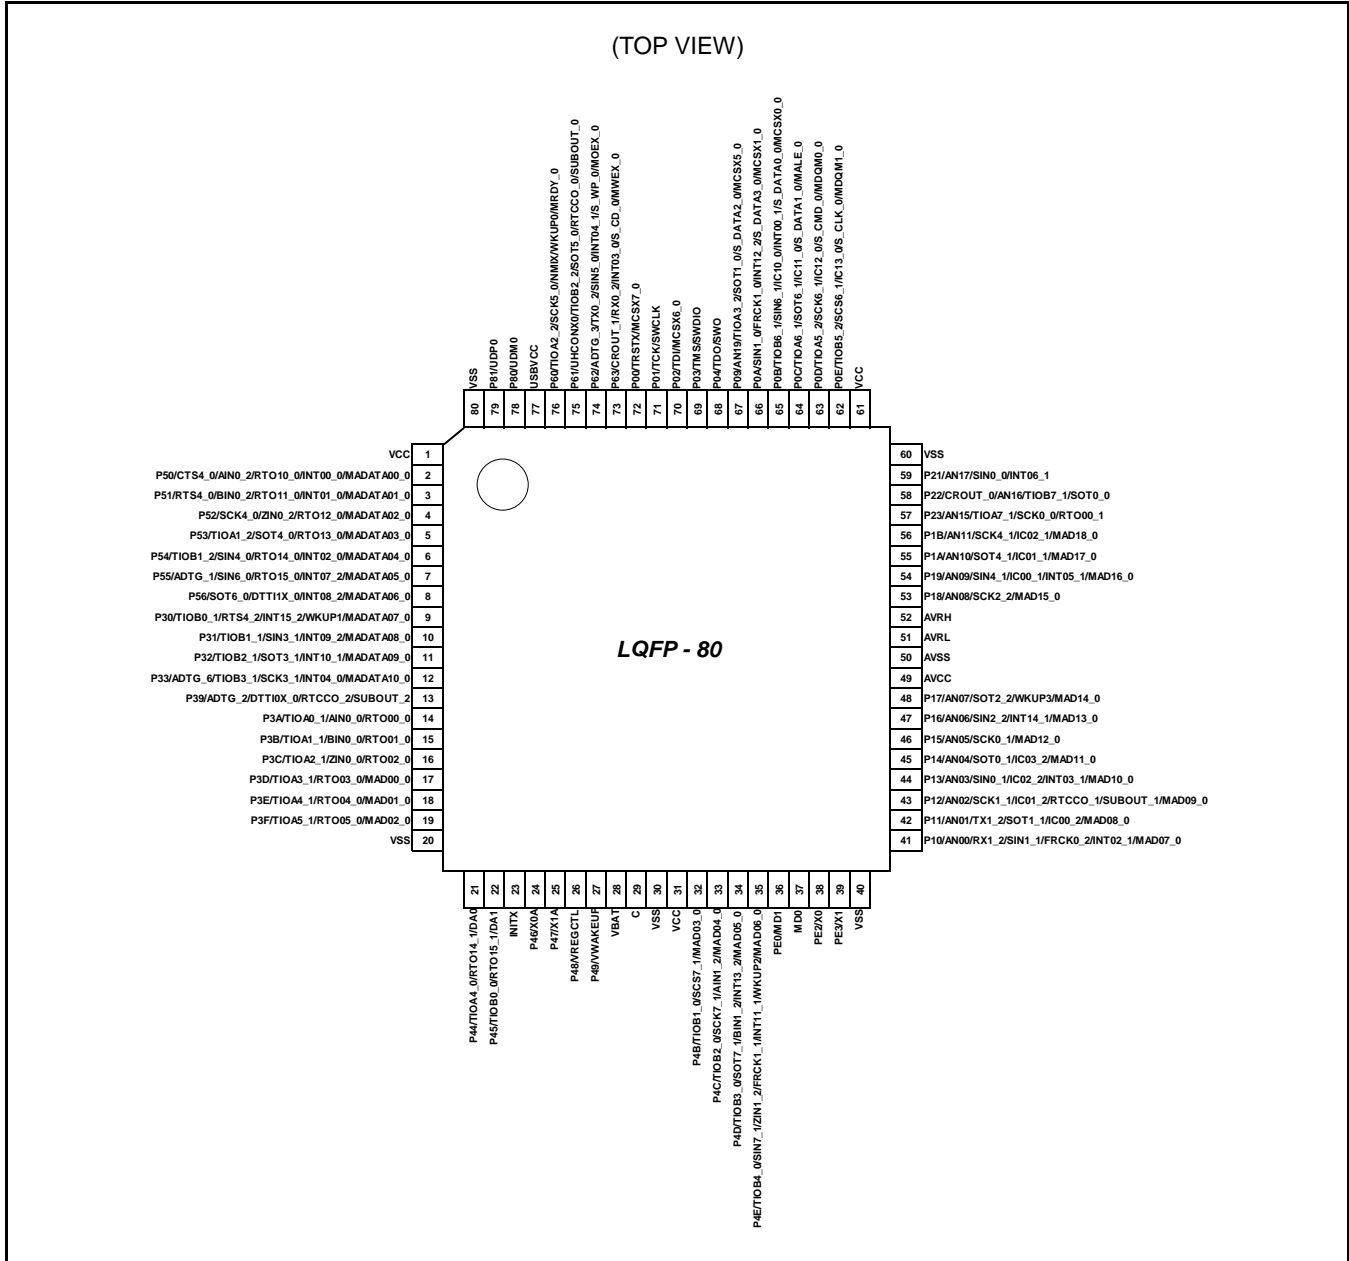 (TOP VIEW)
VSS
P81/UDP0
P80/UDM0
USBVCC
P60/TIOA2_2/SCK5_0/NMIX/WKUP0/MRDY_0
P61/UHCONX0/TIOB2_2/SOT5_0/RTCCO_0/SUBOUT_0
P62/ADTG_3/TX0_2/SIN5_0/INT04_1/S_WP_0/MOEX_0
P63/CROUT_1/RX0_2/INT03_0/S_CD_0/MWEX_0
P00/TRSTX/MCSX7_0
P01/TCK/SWCLK
P02/TDI/MCSX6_0
P03/TMS/SWDIO
P04/TDO/SWO
P09/AN19/TIOA3_2/SOT1_0/S_DATA2_0/MCSX5_0
P0A/SIN1_0/FRCK1_0/INT12_2/S_DATA3_0/MCSX1_0
P0B/TIOB6_1/SIN6_1/IC10_0/INT00_1/S_DATA0_0/MCSX0_0
P0C/TIOA6_1/SOT6_1/IC11_0/S_DATA1_0/MALE_0
P0D/TIOA5_2/SCK6_1/IC12_0/S_CMD_0/MDQM0_0
P0E/TIOB5_2/SCS6_1/IC13_0/S_CLK_0/MDQM1_0
VCC
80 79 78 77 76 75 74 73 72 71 70 69 68 67 66 65 64 63 62 61
VCC 1
P50/CTS4_0/AIN0_2/RTO10_0/INT00_0/MADATA00_0 2
P51/RTS4_0/BIN0_2/RTO11_0/INT01_0/MADATA01_0 3
P52/SCK4_0/ZIN0_2/RTO12_0/MADATA02_0 4
P53/TIOA1_2/SOT4_0/RTO13_0/MADATA03_0 5
P54/TIOB1_2/SIN4_0/RTO14_0/INT02_0/MADATA04_0 6
P55/ADTG_1/SIN6_0/RTO15_0/INT07_2/MADATA05_0 7
P56/SOT6_0/DTTI1X_0/INT08_2/MADATA06_0 8
P30/TIOB0_1/RTS4_2/INT15_2/WKUP1/MADATA07_0 9
P31/TIOB1_1/SIN3_1/INT09_2/MADATA08_0 10
P32/TIOB2_1/SOT3_1/INT10_1/MADATA09_0 11
P33/ADTG_6/TIOB3_1/SCK3_1/INT04_0/MADATA10_0 12
P39/ADTG_2/DTTI0X_0/RTCCO_2/SUBOUT_2 13
P3A/TIOA0_1/AIN0_0/RTO00_0 14
P3B/TIOA1_1/BIN0_0/RTO01_0 15
P3C/TIOA2_1/ZIN0_0/RTO02_0 16
P3D/TIOA3_1/RTO03_0/MAD00_0 17
P3E/TIOA4_1/RTO04_0/MAD01_0 18
P3F/TIOA5_1/RTO05_0/MAD02_0 19
VSS 20
LQFP - 80
60 VSS
59 P21/AN17/SIN0_0/INT06_1
58 P22/CROUT_0/AN16/TIOB7_1/SOT0_0
57 P23/AN15/TIOA7_1/SCK0_0/RTO00_1
56 P1B/AN11/SCK4_1/IC02_1/MAD18_0
55 P1A/AN10/SOT4_1/IC01_1/MAD17_0
54 P19/AN09/SIN4_1/IC00_1/INT05_1/MAD16_0
53 P18/AN08/SCK2_2/MAD15_0
52 AVRH
51 AVRL
50 AVSS
49 AVCC
48 P17/AN07/SOT2_2/WKUP3/MAD14_0
47 P16/AN06/SIN2_2/INT14_1/MAD13_0
46 P15/AN05/SCK0_1/MAD12_0
45 P14/AN04/SOT0_1/IC03_2/MAD11_0
44 P13/AN03/SIN0_1/IC02_2/INT03_1/MAD10_0
43 P12/AN02/SCK1_1/IC01_2/RTCCO_1/SUBOUT_1/MAD09_0
42 P11/AN01/TX1_2/SOT1_1/IC00_2/MAD08_0
41 P10/AN00/RX1_2/SIN1_1/FRCK0_2/INT02_1/MAD07_0
21 22 23 24 25 26 27 28 29 30 31 32 33 34 35 36 37 38 39 40
P44/TIOA4_0/RTO14_1/DA0
P45/TIOB0_0/RTO15_1/DA1
INITX
P46/X0A
P47/X1A
P48/VREGCTL
P49/VWAKEUP
VBAT
C
VSS
VCC
P4B/TIOB1_0/SCS7_1/MAD03_0
P4C/TIOB2_0/SCK7_1/AIN1_2/MAD04_0
P4D/TIOB3_0/SOT7_1/BIN1_2/INT13_2/MAD05_0
P4E/TIOB4_0/SIN7_1/ZIN1_2/FRCK1_1/INT11_1/WKUP2/MAD06_0
PE0/MD1
MD0
PE2/X0
PE3/X1
VSS